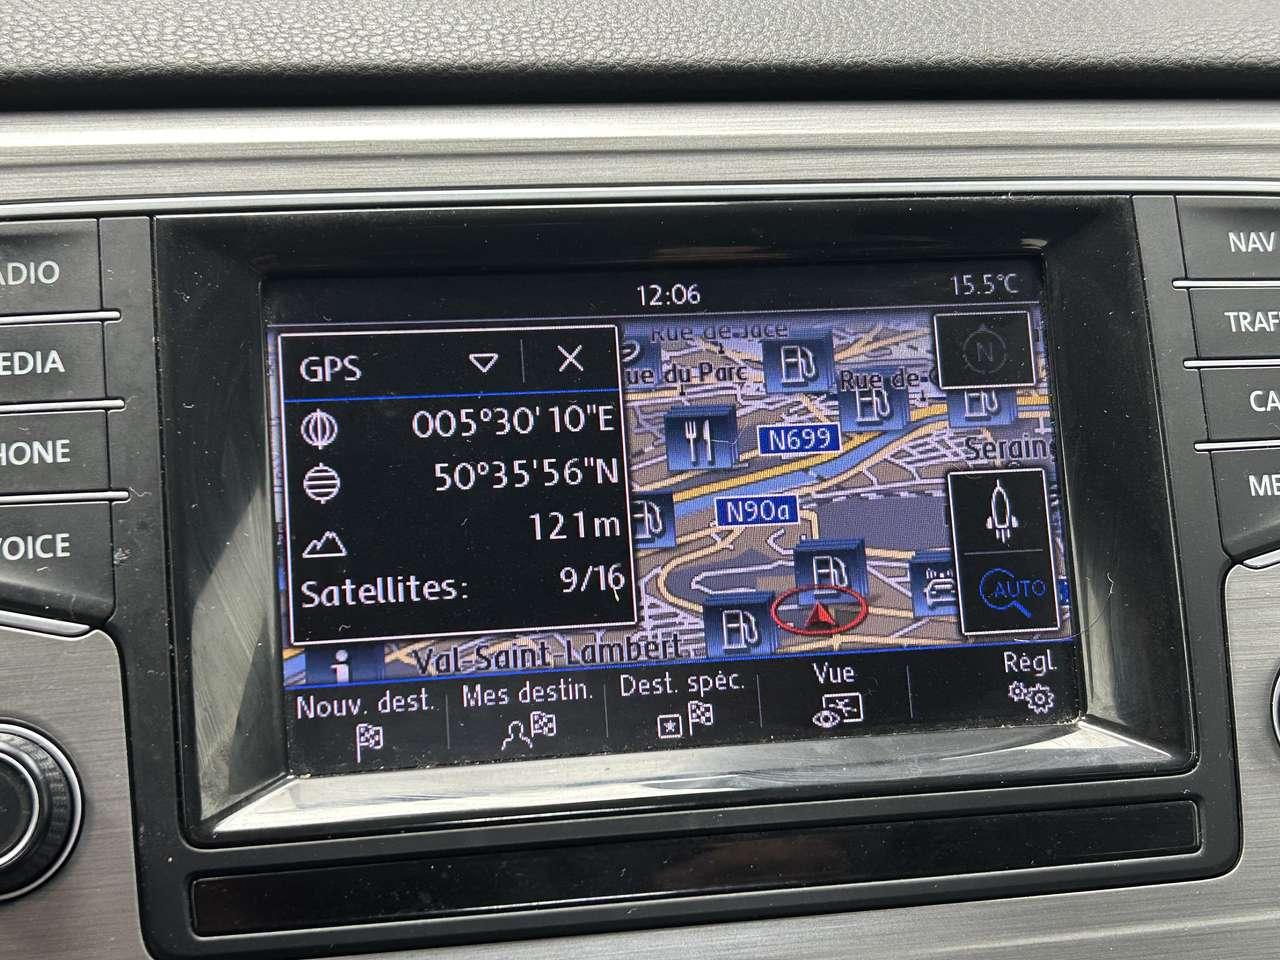 12:06
15.5°C
GPS
005°30'10"E
50°35'56"N
121m
Satellites: 9/16
Rue du Parc
Rue de
N
N699
Serain
N90a
AUTO
Val-Saint-Lambert
Nouv. dest.
Mes destin.
Dest. spéc.
Vue
Régl.
ADIO
EDIA
HONE
VOICE
NAV
TRAF
CA
ME